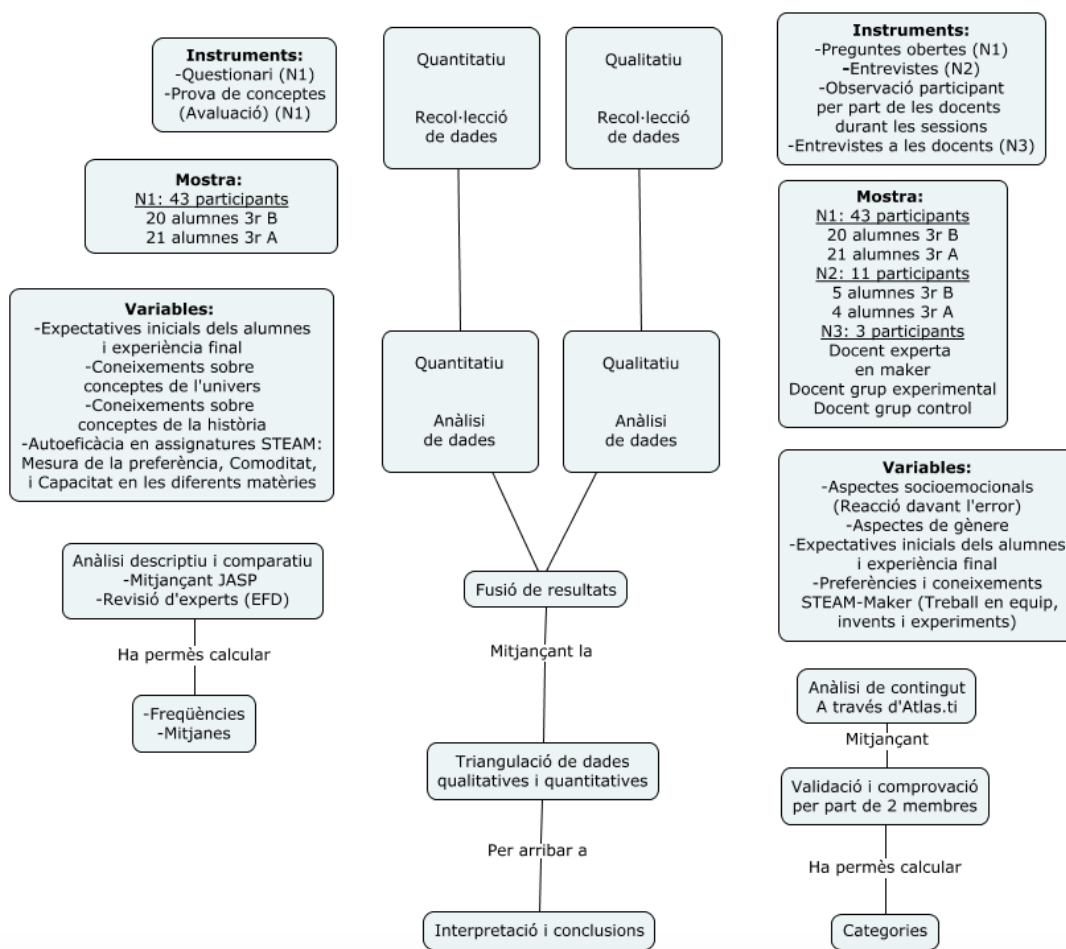 Instruments:
-Questionari (N1)
-Prova de conceptes
(Avaluació) (N1)
Mostra:
N1: 43 participants
20 alumnes 3r B
21 alumnes 3r A
Variables:
-Expectatives inicials dels alumnes
i experiència final
-Coneixements sobre
conceptes de l'univers
-Coneixements sobre
conceptes de la història
-Autoeficàcia en assignatures STEAM:
Mesura de la preferència, Comoditat,
i Capacitat en les diferents matèries
Anàlisi descriptiu i comparatiu
-Mitjançant JASP
-Revisió d'experts (EFD)
Ha permès calcular
-Freqüències
-Mitjanes
Quantitatiu
Recol·lecció
de dades
Qualitatiu
Recol·lecció
de dades
Quantitatiu
Anàlisi
de dades
Qualitatiu
Anàlisi
de dades
Fusió de resultats
Mitjançant la
Triangulació de dades
qualitatives i quantitatives
Per arribar a
Interpretació i conclusions
Instruments:
-Preguntes obertes (N1)
-Entrevistes (N2)
-Observació participant
per part de les docents
durant les sessions
-Entrevistes a les docents (N3)
Mostra:
N1: 43 participants
20 alumnes 3r B
21 alumnes 3r A
N2: 11 participants
5 alumnes 3r B
4 alumnes 3r A
N3: 3 participants
Docent experta
en maker
Docent grup experimental
Docent grup control
Variables:
-Aspectes socioemocionals
(Reacció davant l'error)
-Aspectes de gènere
-Expectatives inicials dels alumnes
i experiència final
-Preferències i coneixements
STEAM-Maker (Treball en equip,
invents i experiments)
Anàlisi de contingut
A través d'Atlas.ti
Mitjançant
Validació i comprovació
per part de 2 membres
Ha permès calcular
Categories